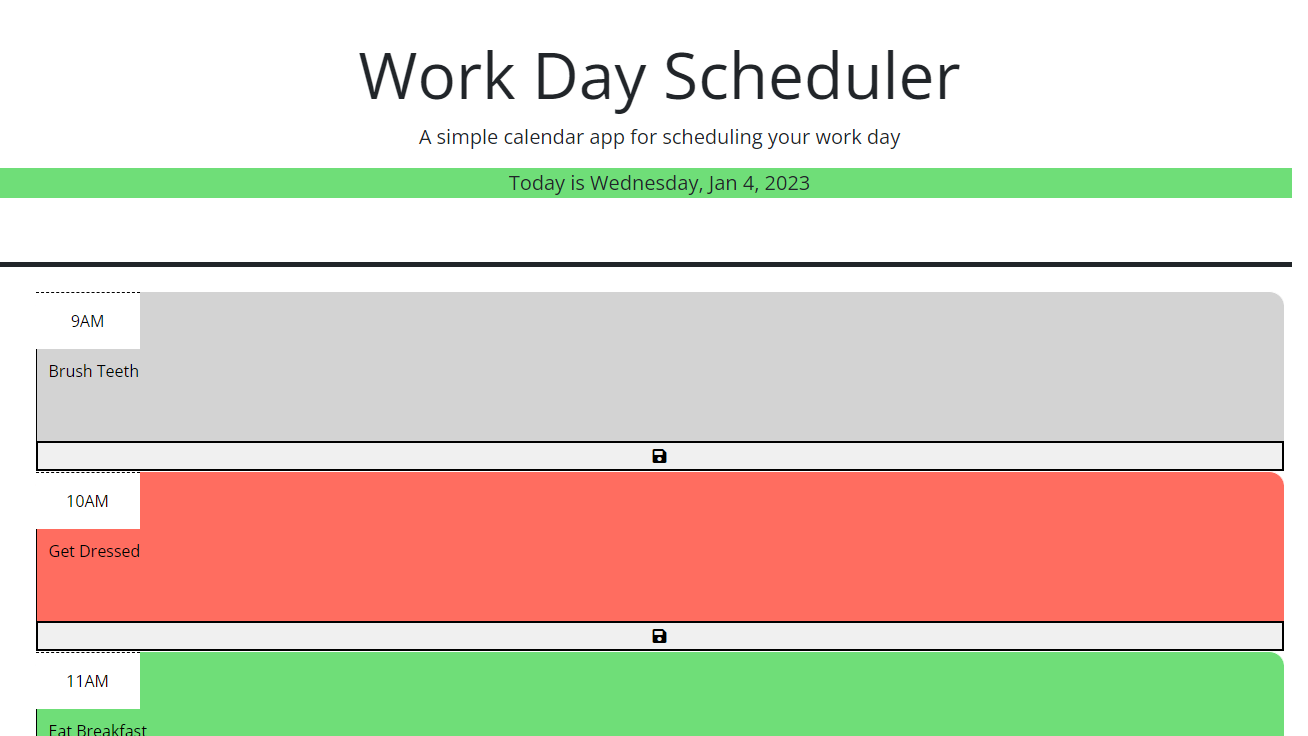 Work Day Scheduler
A simple calendar app for scheduling your work day
Today is Wednesday, Jan 4, 2023
9AM
Brush Teeth
10AM
Get Dressed
11AM
Eat Breakfast